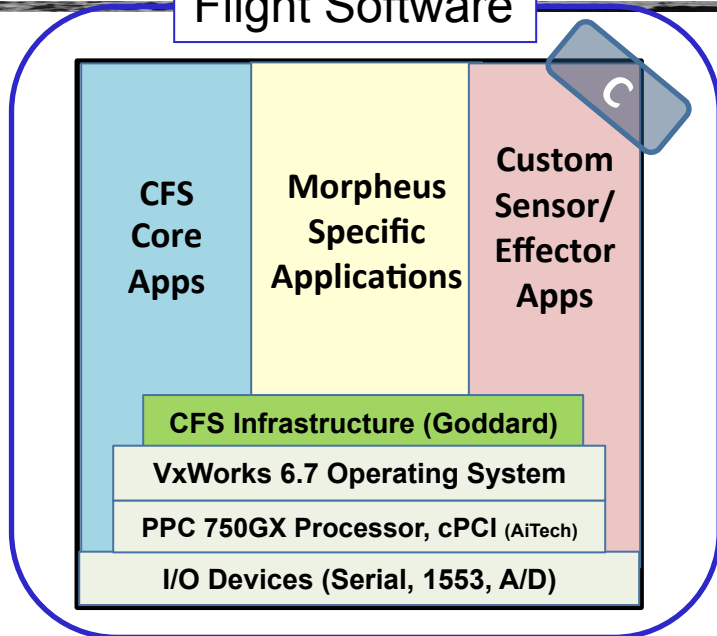 Flight Software
C
CFS
Core
Apps
Morpheus
Specific
Applications
Custom
Sensor/
Effector
Apps
CFS Infrastructure (Goddard)
VxWorks 6.7 Operating System
PPC 750GX Processor, cPCI (AiTech)
I/O Devices (Serial, 1553, A/D)